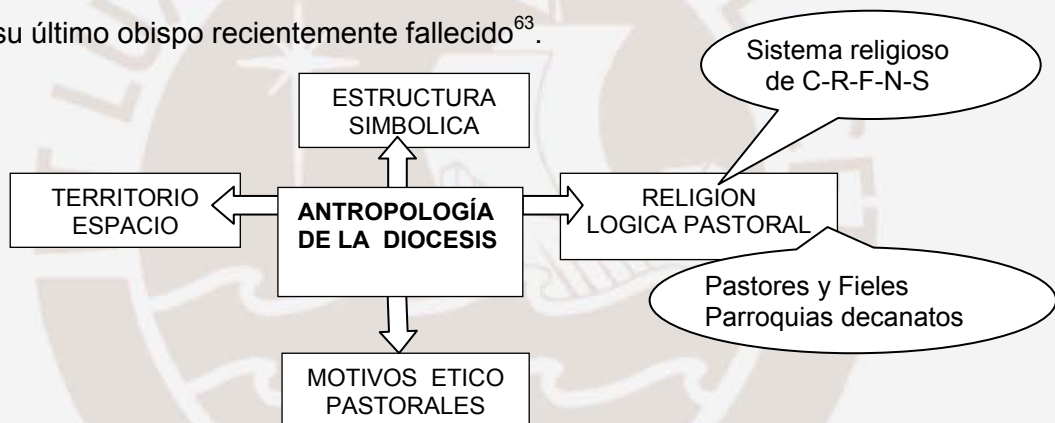 su último obispo recientemente fallecido63.
Sistema religioso
de C-R-F-N-S
ESTRUCTURA
SIMBOLICA
TERRITORIO
ESPACIO
ANTROPOLOGÍA
DE LA DIOCESIS
RELIGION
LOGICA PASTORAL
Pastores y Fieles
Parroquias decanatos
MOTIVOS ETICO
PASTORALES